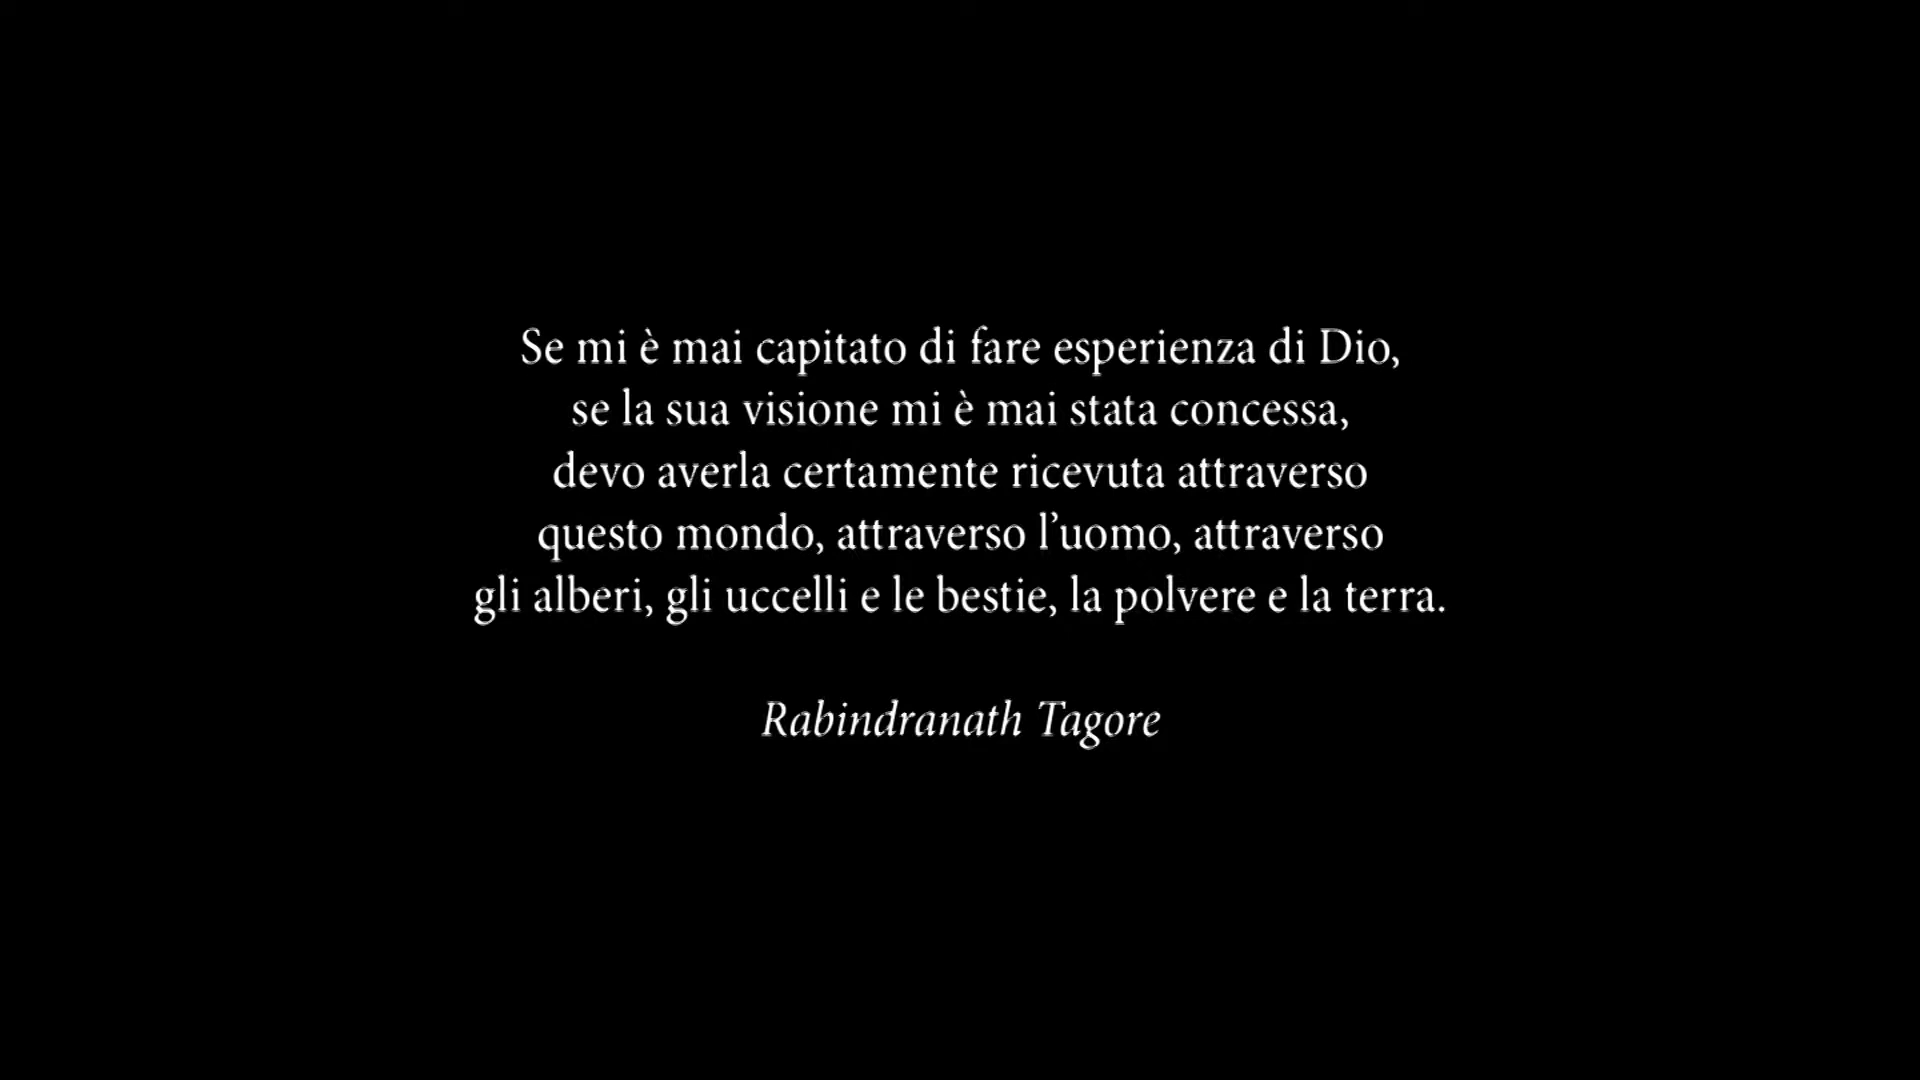 Se mi è mai capitato di fare esperienza di Dio,
se la sua visione mi è mai stata concessa,
devo averla certamente ricevuta attraverso
questo mondo, attraverso l’uomo, attraverso
gli alberi, gli uccelli e le bestie, la polvere e la terra.
Rabindranath Tagore